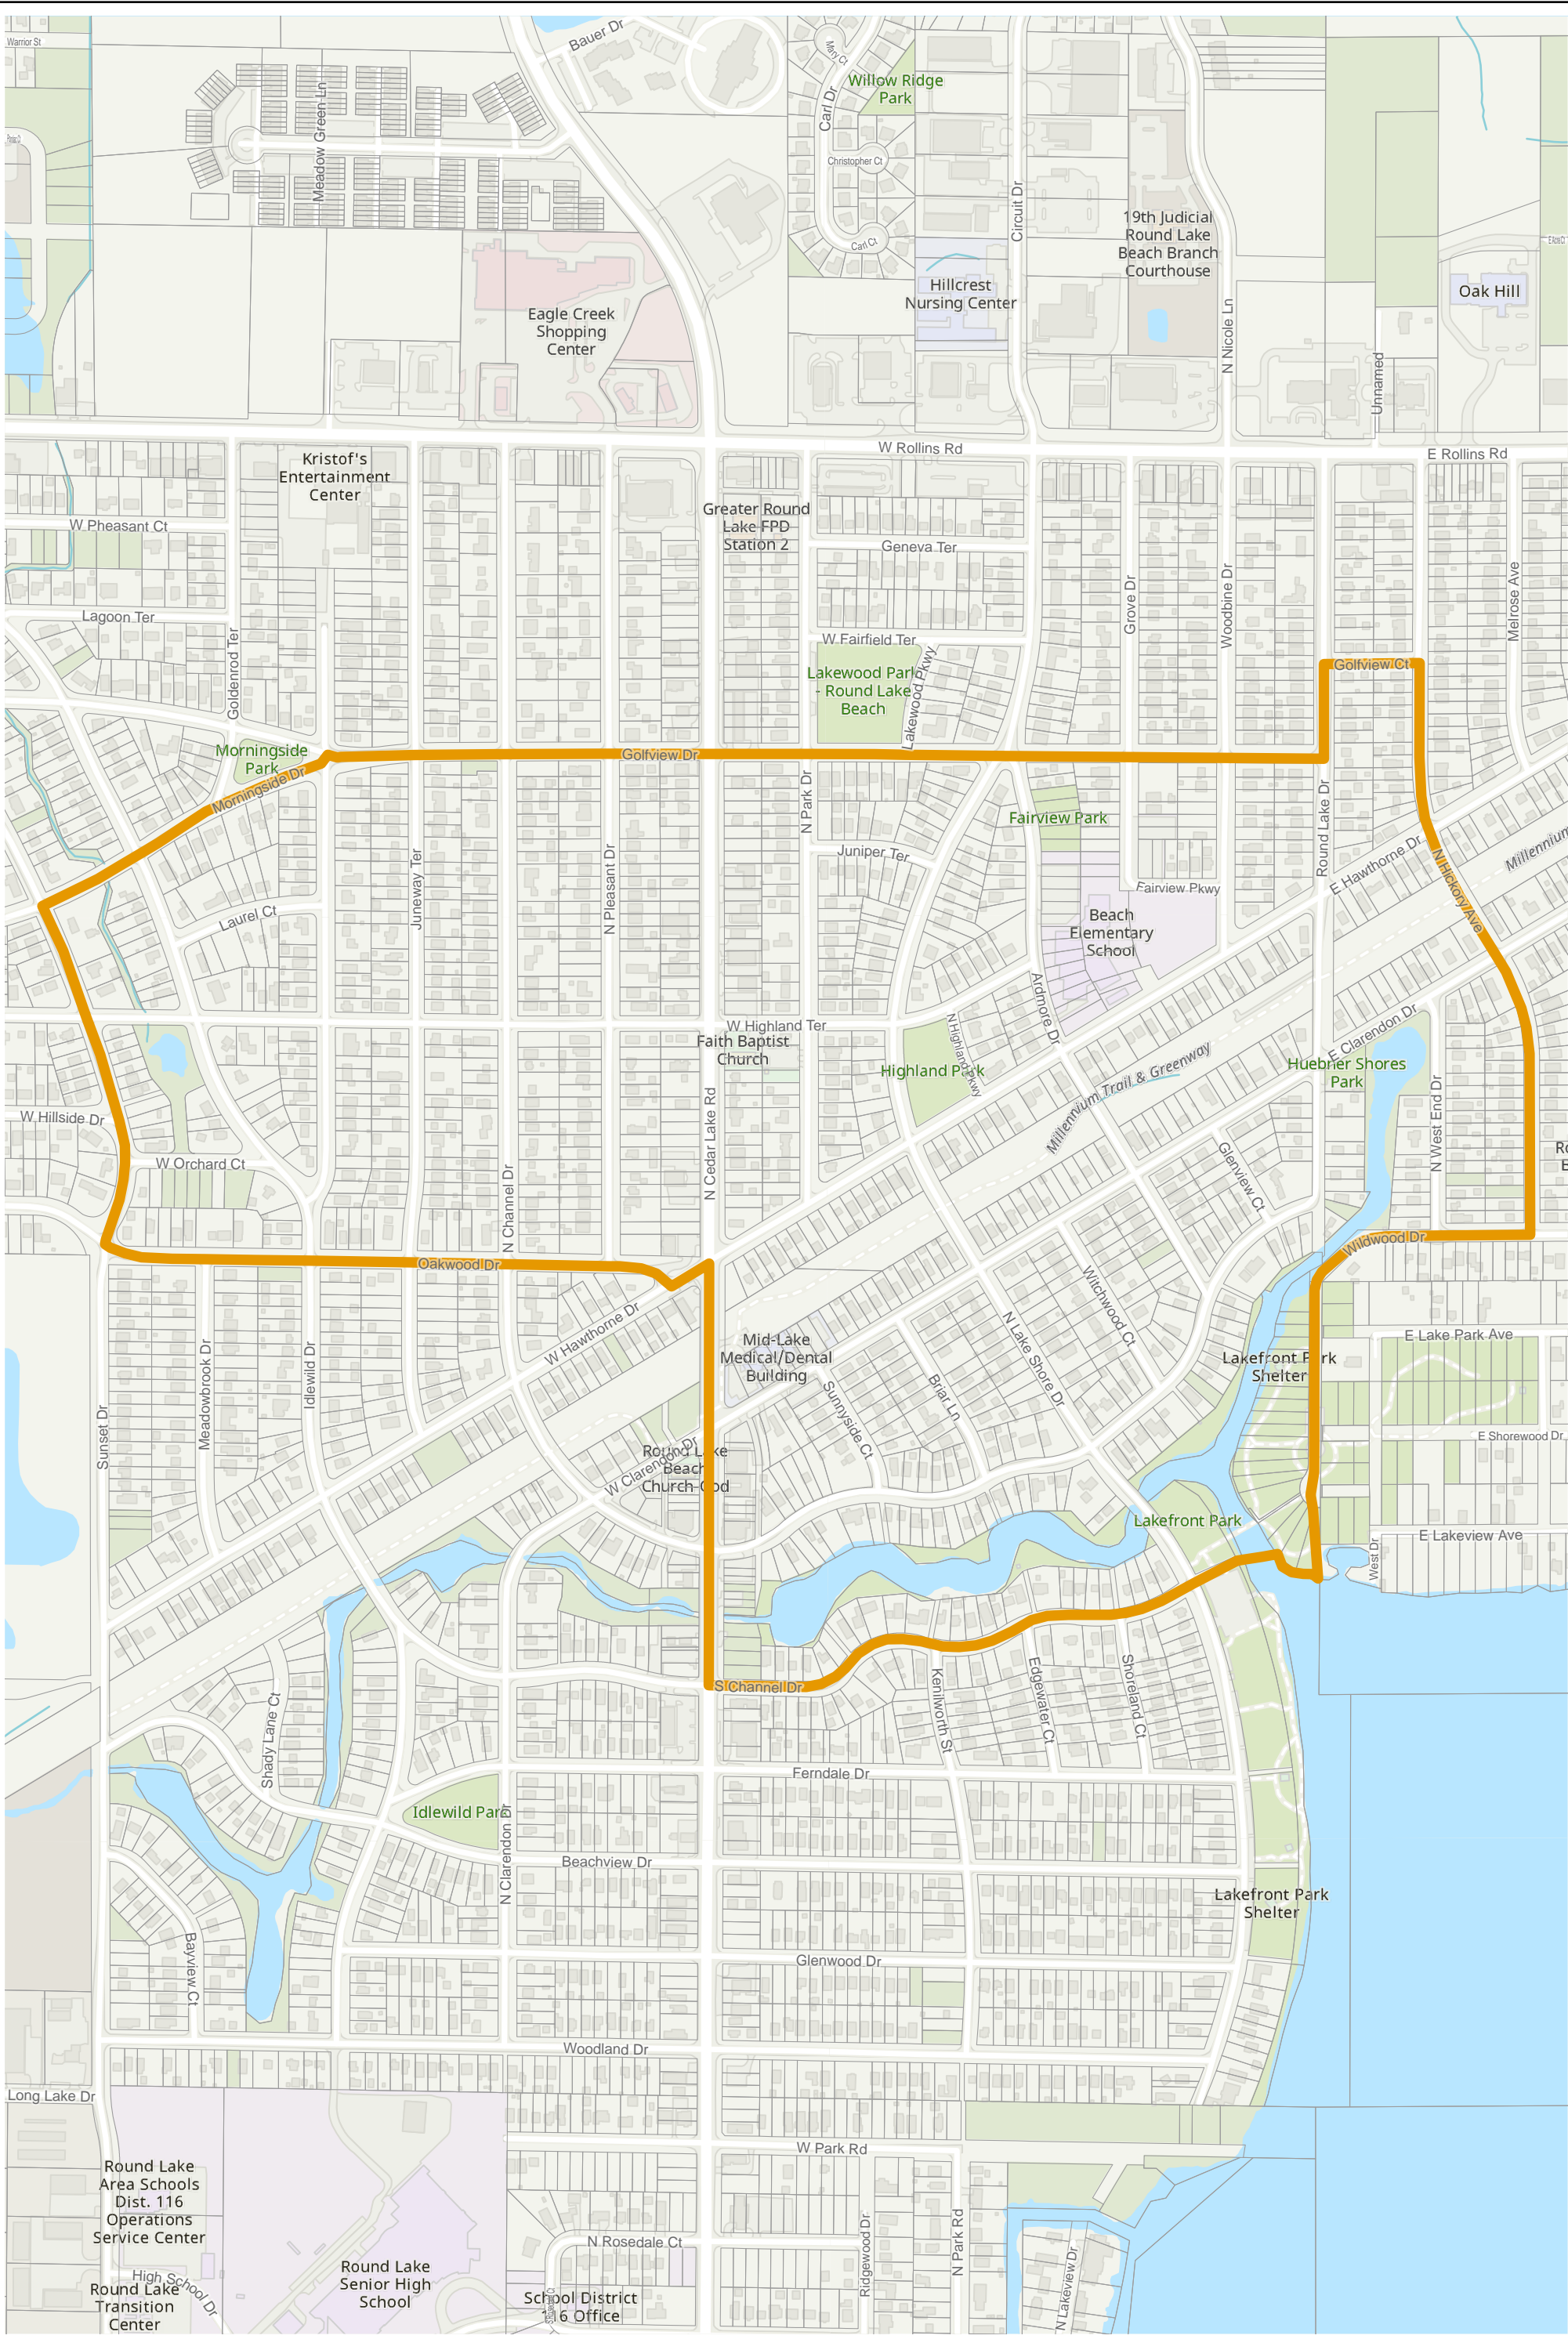 Warrior St
Bauer Dr
Mary Ct
Willow Ridge
Park
Carl Dr
Meadow Green Ln
Christopher Ct
Circuit Dr
Carl Ct
19th Judicial
Round Lake
Beach Branch
Courthouse
Hillcrest
Nursing Center
Oak Hill
Eagle Creek
Shopping
Center
N Nicole Ln
Unnamed
W Rollins Rd
E Rollins Rd
Kristof's
Entertainment
Center
W Pheasant Ct
Greater Round
Lake FPD
Station 2
Geneva Ter
Grove Dr
Woodbine Dr
Melrose Ave
Lagoon Ter
Goldenrod Ter
W Fairfield Ter
Lakewood Park
- Round Lake
Beach
Lakewood Pkwy
Golfview Ct
Morningside
Park
Morningside Dr
Golfview Dr
N Park Dr
Fairview Park
Round Lake Dr
Millennium
Juniper Ter
E Hawthorne Dr
N Hickory Ave
Juneway Ter
N Pleasant Dr
Fairview Pkwy
Laurel Ct
Beach
Elementary
School
Ardmore Dr
W Highland Ter
N Highland Pkwy
Faith Baptist
Church
Highland Park
Millennium Trail & Greenway
E Clarendon Dr
Huebner Shores
Park
W Hillside Dr
N Cedar Lake Rd
N West End Dr
W Orchard Ct
N Channel Dr
Glenview Ct
Oakwood Dr
Wildwood Dr
W Hawthorne Dr
Witchwood Ct
N Lake Shore Dr
Mid-Lake
Medical/Dental
Building
E Lake Park Ave
Lakefront Park
Shelter
Sunset Dr
Meadowbrook Dr
Idlewild Dr
Sunnyside Ct
Briar Ln
E Shorewood Dr
W Clarendon Dr
Round Lake
Beach
Church-God
Lakefront Park
E Lakeview Ave
West Dr
S Channel Dr
Kenilworth St
Edgewater Ct
Shoreland Ct
Shady Lane Ct
Ferndale Dr
Idlewild Park
N Clarendon Dr
Beachview Dr
Lakefront Park
Shelter
Bayview Ct
Glenwood Dr
Woodland Dr
Long Lake Dr
W Park Rd
Round Lake
Area Schools
Dist. 116
Operations
Service Center
N Rosedale Ct
Ridgewood Dr
N Park Rd
N Lakeview Dr
High School Dr
Round Lake
Transition
Center
Round Lake
Senior High
School
School District
116 Office